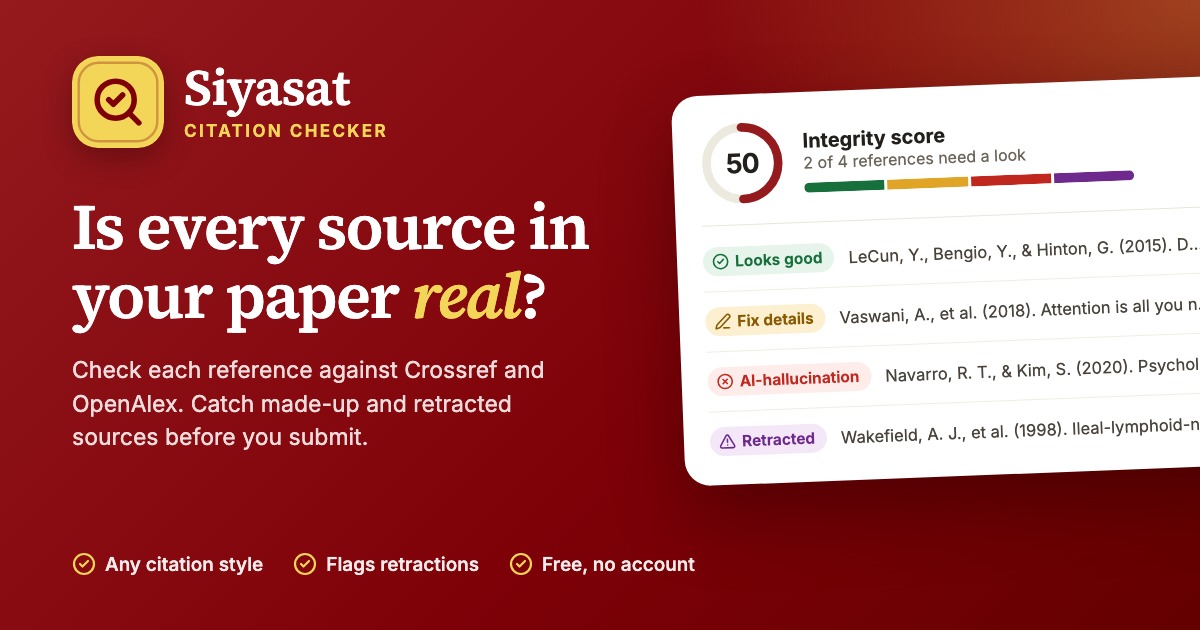 Siyasat
CITATION CHECKER
Is every source in
your paper real?
Check each reference against Crossref and
OpenAlex. Catch made-up and retracted
sources before you submit.
Any citation style
Flags retractions
Free, no account
50
Integrity score
2 of 4 references need a look
Looks good
LeCun, Y., Bengio, Y., & Hinton, G. (2015). D...
Fix details
Vaswani, A., et al. (2018). Attention is all you n.
AI-hallucination
Navarro, R. T., & Kim, S. (2020). Psychol
Retracted
Wakefield, A. J., et al. (1998). Ileal-lymphoid-n